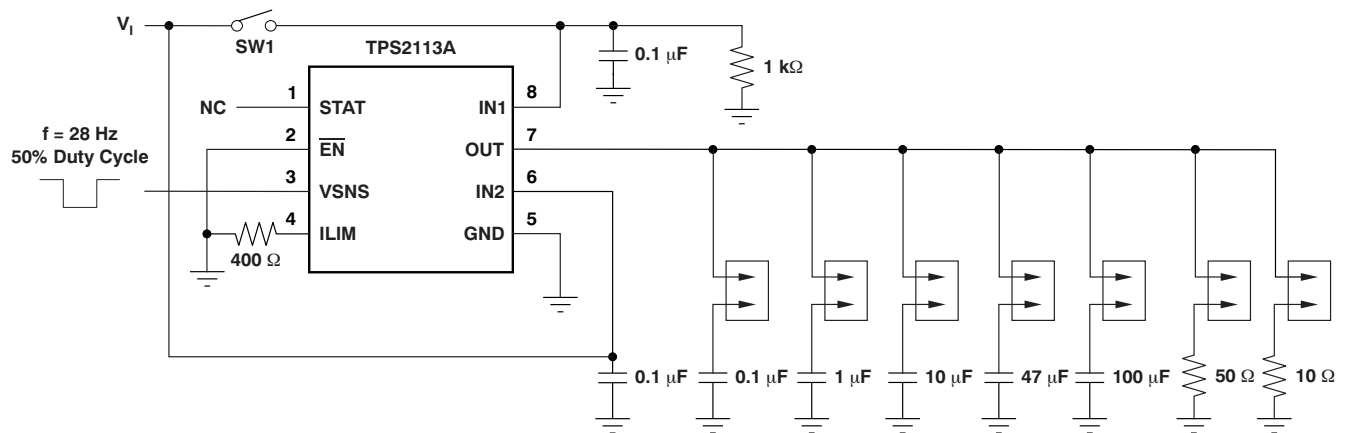 V_I
SW1
TPS2113A
0.1 μF
1 kΩ
NC
1
STAT
IN1
8
f = 28 Hz
50% Duty Cycle
2
EN
OUT
7
3
VSNS
IN2
6
4
ILIM
GND
5
400 Ω
0.1 μF
0.1 μF
1 μF
10 μF
47 μF
100 μF
50 Ω
10 Ω